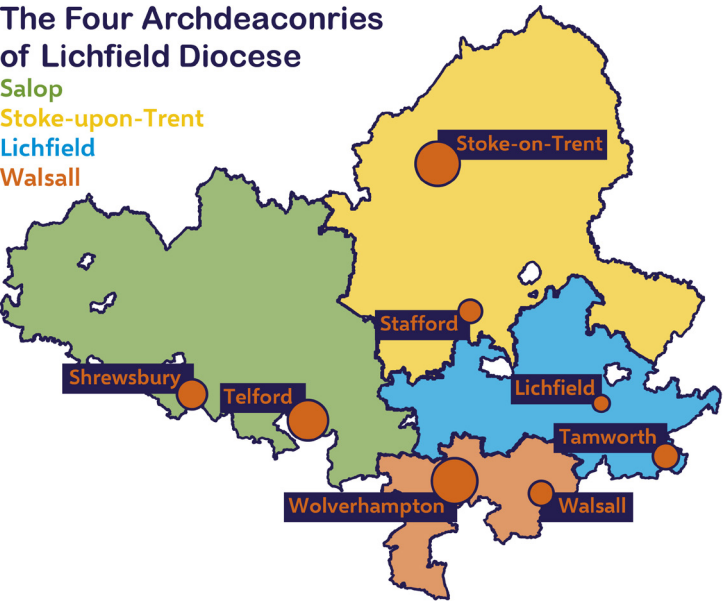 The Four Archdeaconries
of Lichfield Diocese
Salop
Stoke-upon-Trent
Lichfield
Walsall
Stoke-on-Trent
Stafford
Shrewsbury
Telford
Lichfield
Tamworth
Wolverhampton
Walsall